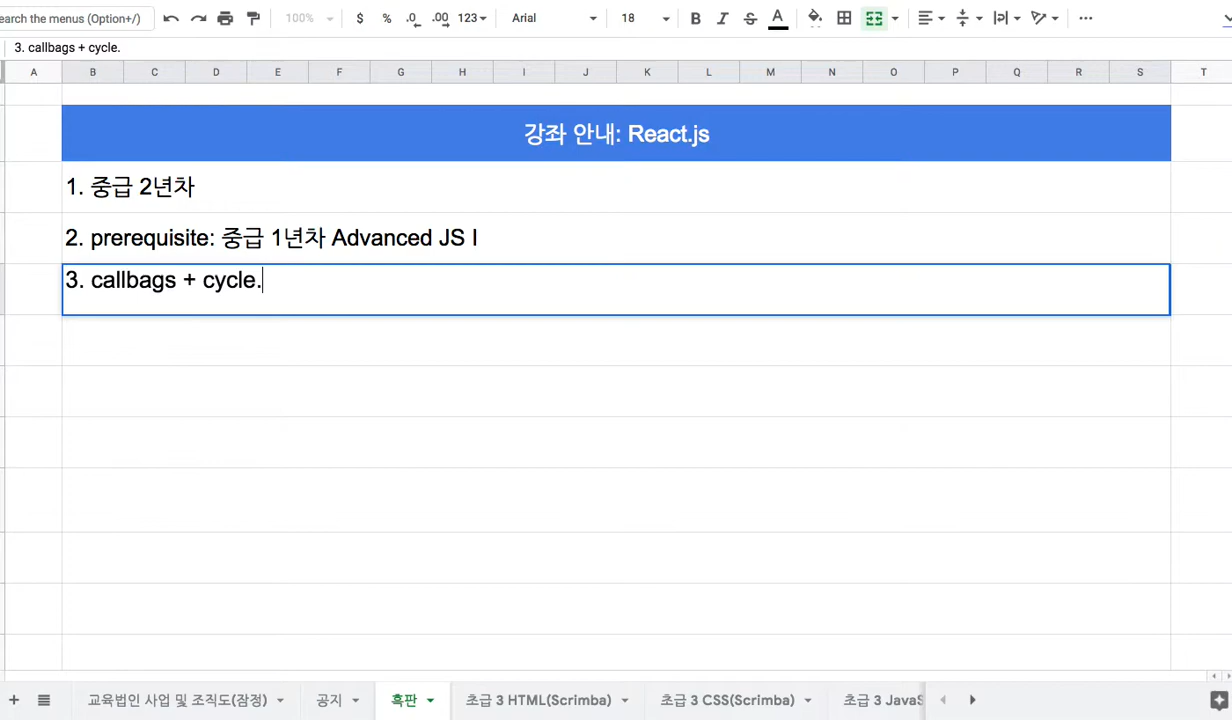 earch the menus (Option+/)
100%
$ % .0 .00 123
Arial
18
B I S A
3. callbags + cycle.
A B C D E F G H I J K L M N O P Q R S T
강좌 안내: React.js
1. 중급 2년차
2. prerequisite: 중급 1년차 Advanced JS I
3. callbags + cycle.
교육법인 사업 및 조직도(잠정)
공지
흑판
초급 3 HTML(Scrimba)
초급 3 CSS(Scrimba)
초급 3 JavaS